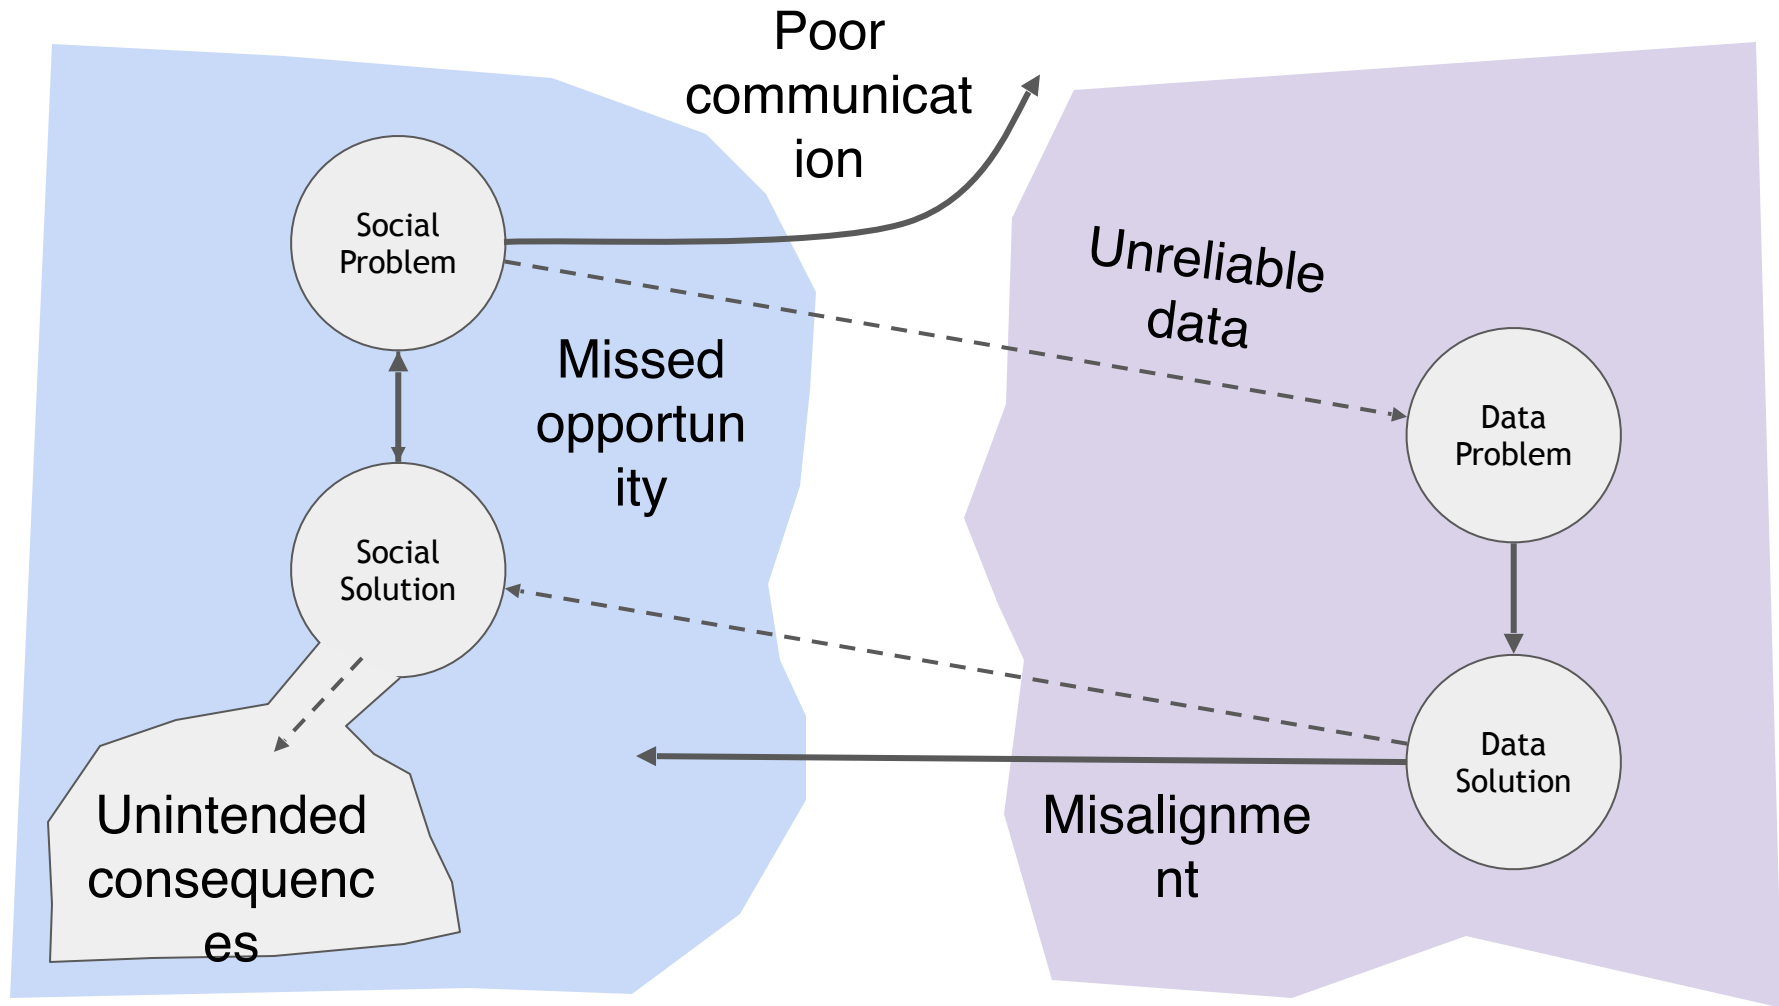 Poor
communicat
ion
Social
Problem
Unreliable
data
Missed
opportun
ity
Data
Problem
Social
Solution
Data
Solution
Unintended
consequenc
es
Misalignme
nt